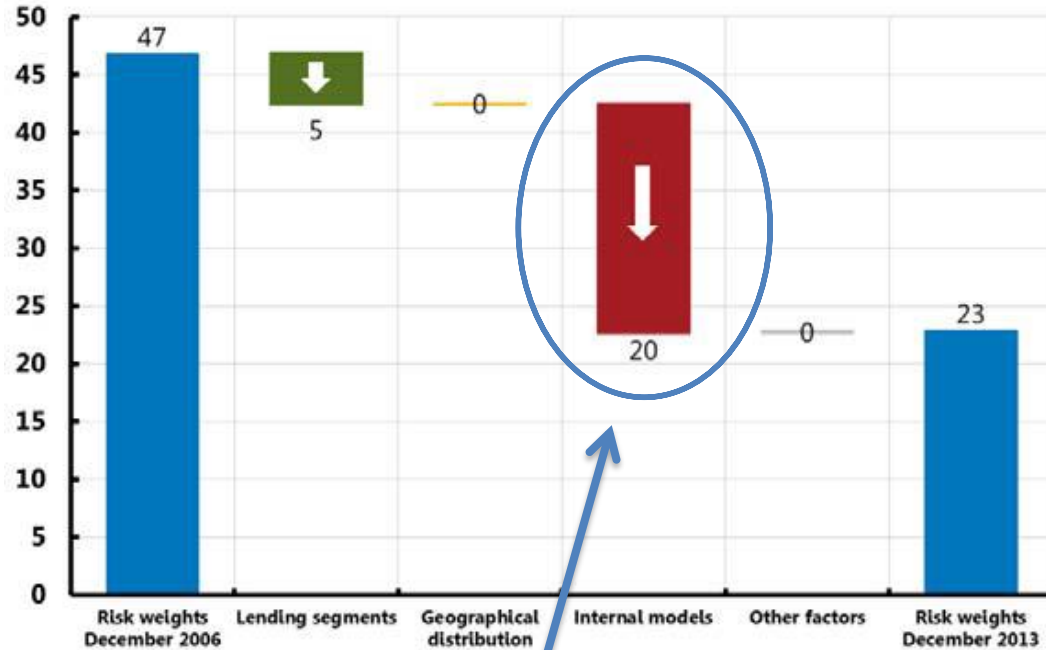 50
45
40
35
30
25
20
15
10
5
0
47
5
0
20
0
23
Risk weights
December 2006
Lending segments
Geographical
distribution
Internal models
Other factors
Risk weights
December 2013